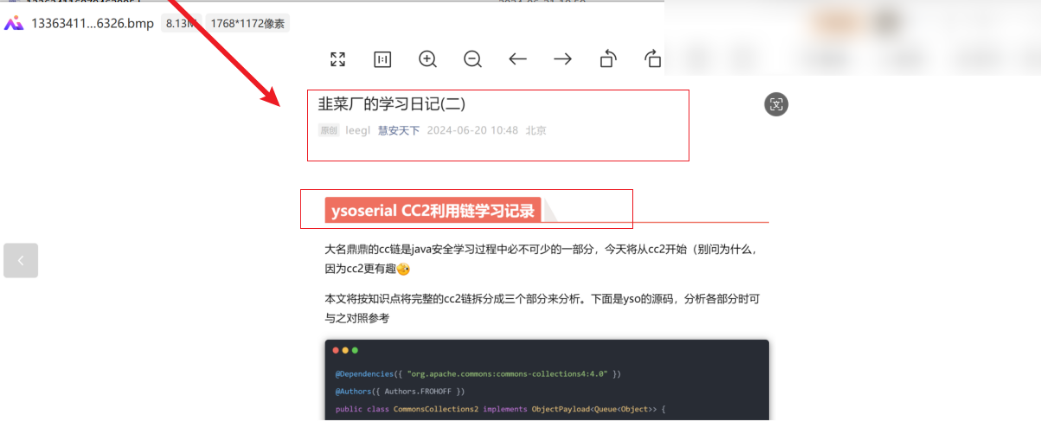 13363411...6326.bmp 8.13M 1768*1172像素
韭菜厂的学习日记(二)
原创 leegl 慧安天下 2024-06-20 10:48 北京
ysoserial CC2利用链学习记录
大名鼎鼎的cc链是java安全学习过程中必不可少的一部分，今天将从cc2开始（别问为什么，
因为cc2更有趣
本文将按知识点将完整的cc2链拆分成三个部分来分析。下面是yso的源码，分析各部分时可
与之对照参考
@Dependencies({ "org.apache.commons:commons-collections4:4.0" })
@Authors({ Authors.FROHOFF })
public class CommonsCollections2 implements ObjectPayload<Queue<Object>> {